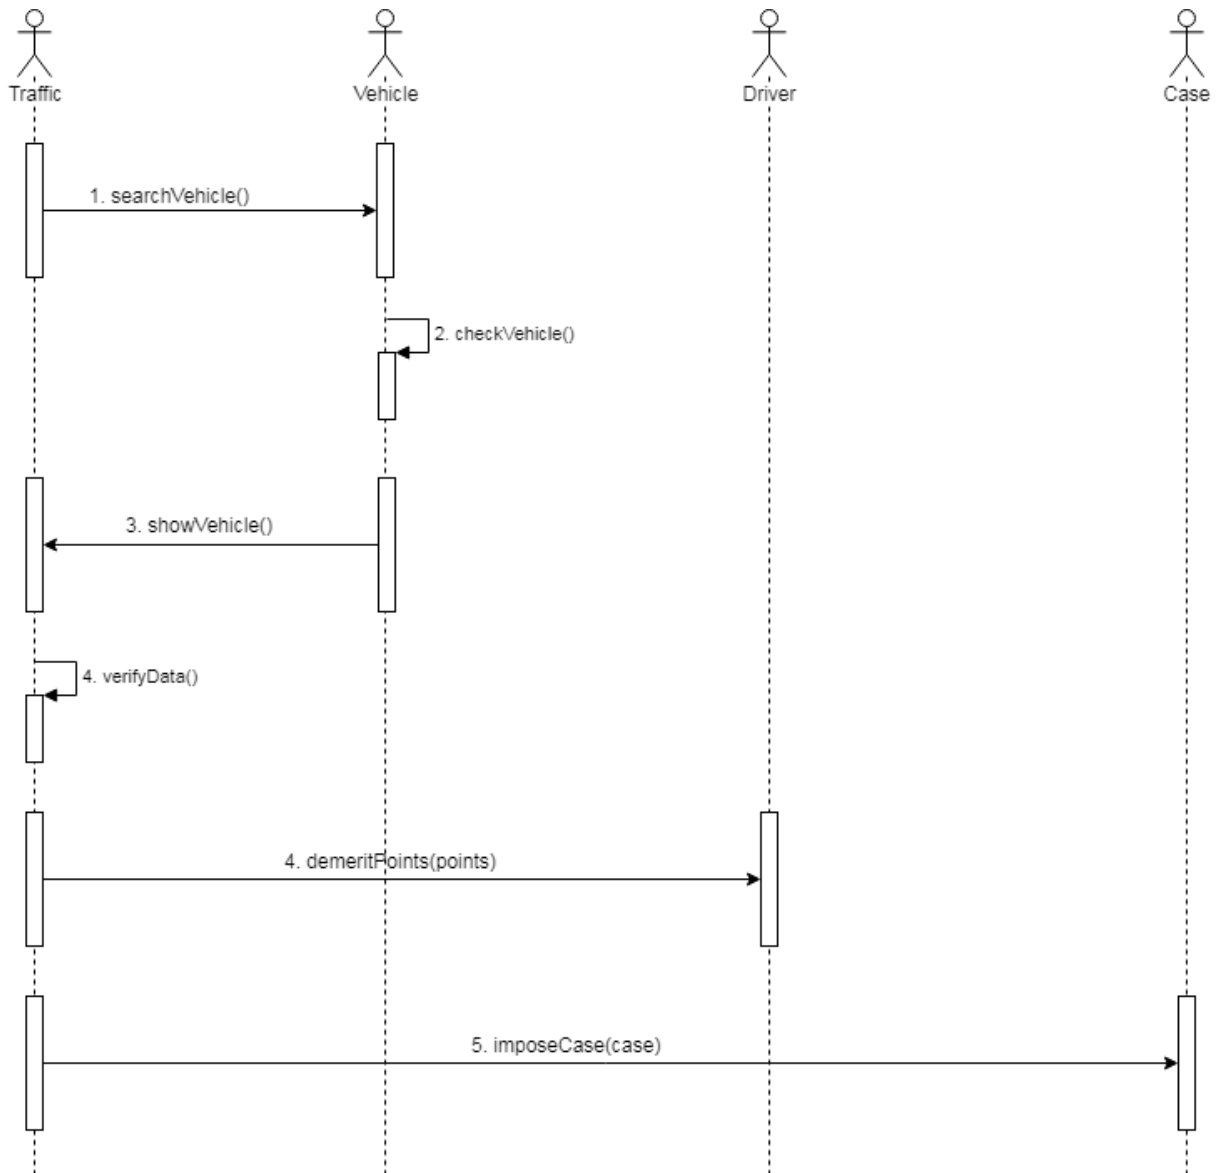 Traffic
Vehicle
Driver
Case
1. searchVehicle()
2. checkVehicle()
3. showVehicle()
4. verifyData()
4. demeritPoints(points)
5. imposeCase(case)